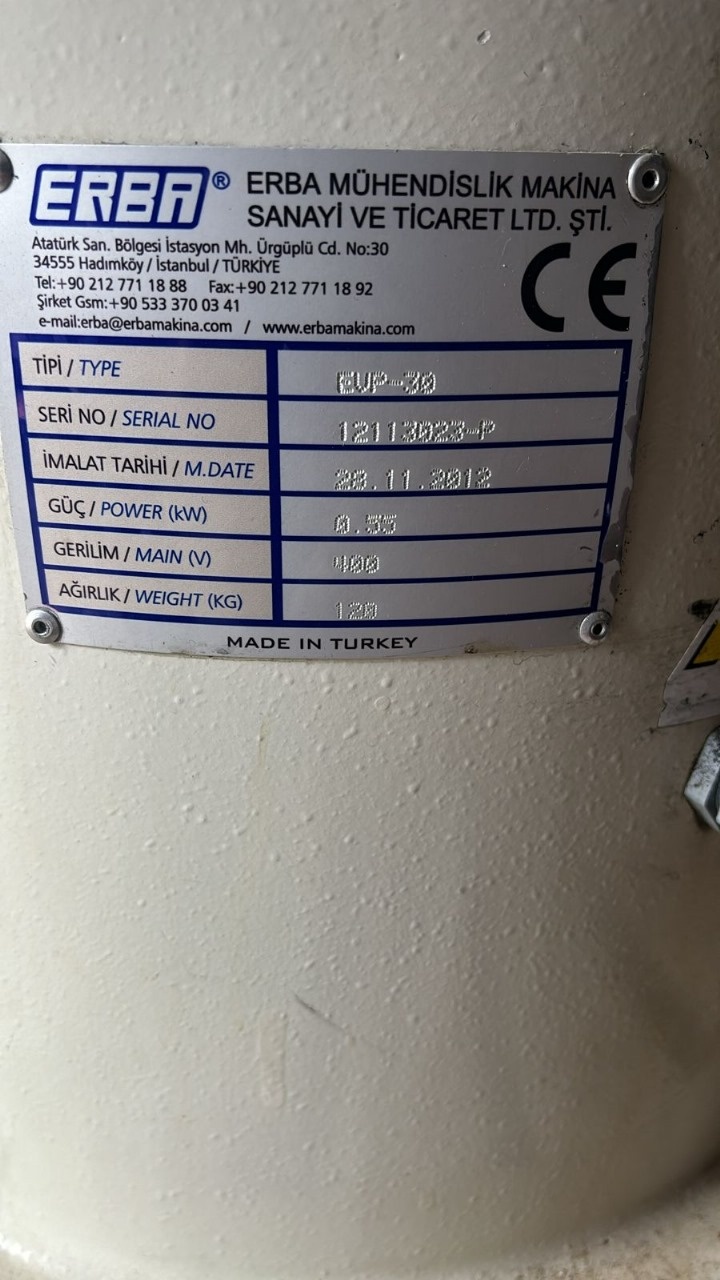 ERBA® ERBA MÜHENDİSLİK MAKİNA
SANAYİ VE TİCARET LTD. ŞTİ.
Atatürk San. Bölgesi İstasyon Mh. Ürgüplü Cd. No:30
34555 Hadımköy / İstanbul / TÜRKİYE
Tel:+90 212 771 18 88 Fax:+90 212 771 18 92
Şirket Gsm:+90 533 370 03 41
e-mail:erba@erbamakina.com / www.erbamakina.com
CE
TİPİ / TYPE EVP-30
SERİ NO / SERIAL NO 12113023-P
İMALAT TARİHİ / M.DATE 28.11.2012
GÜÇ / POWER (kW) 0.55
GERİLİM / MAIN (V) 400
AĞIRLIK / WEIGHT (KG) 120
MADE IN TURKEY